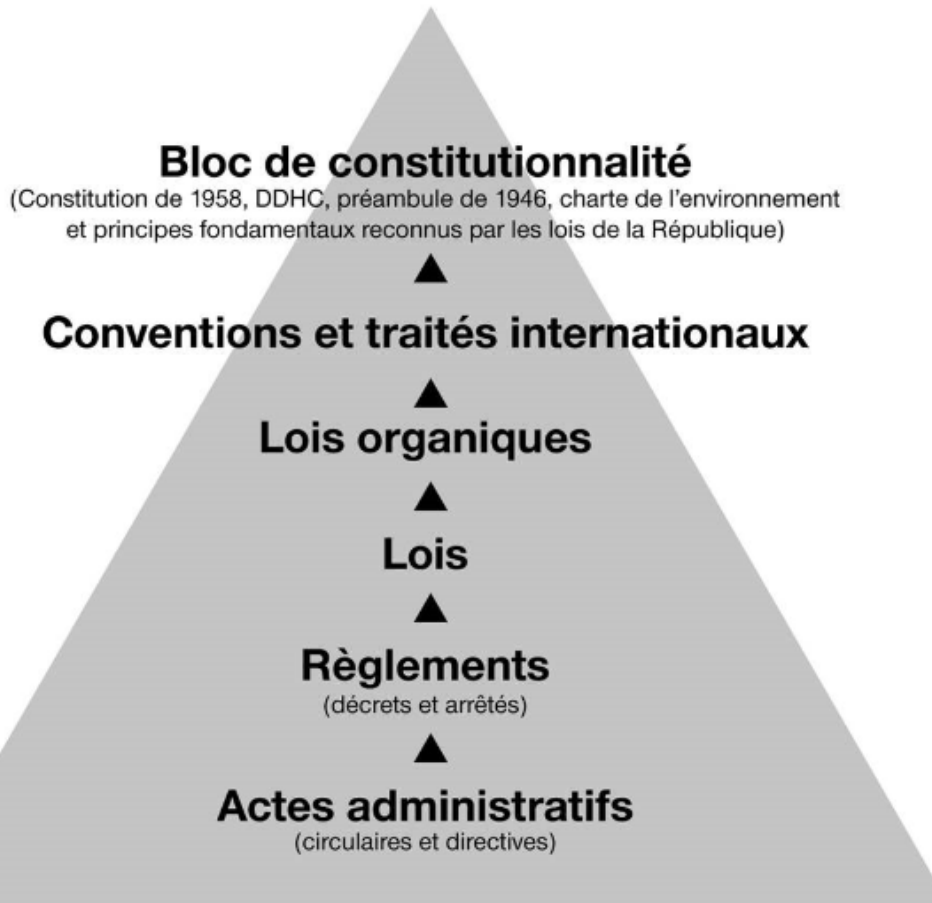 Bloc de constitutionnalité
(Constitution de 1958, DDHC, préambule de 1946, charte de l'environnement
et principes fondamentaux reconnus par les lois de la République)
Conventions et traités internationaux
Lois organiques
Lois
Règlements
(décrets et arrêtés)
Actes administratifs
(circulaires et directives)